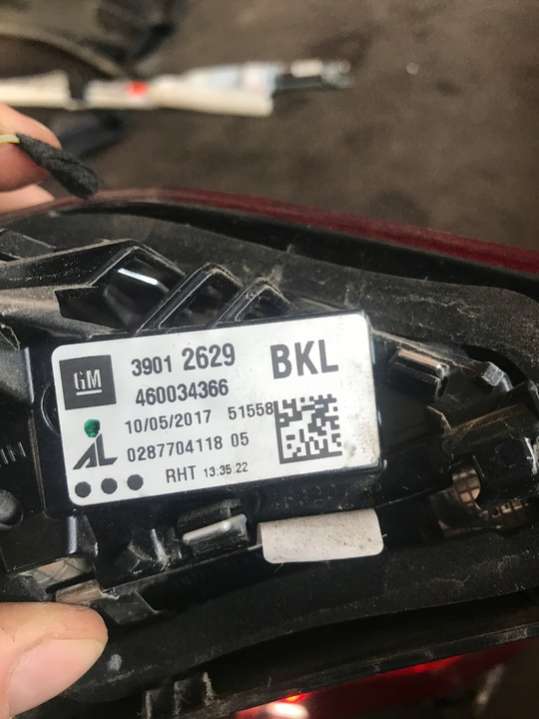 GM
3901 2629 BKL
460034366
10/05/2017 51558
AL 0287704118 05
RHT 13.35.22